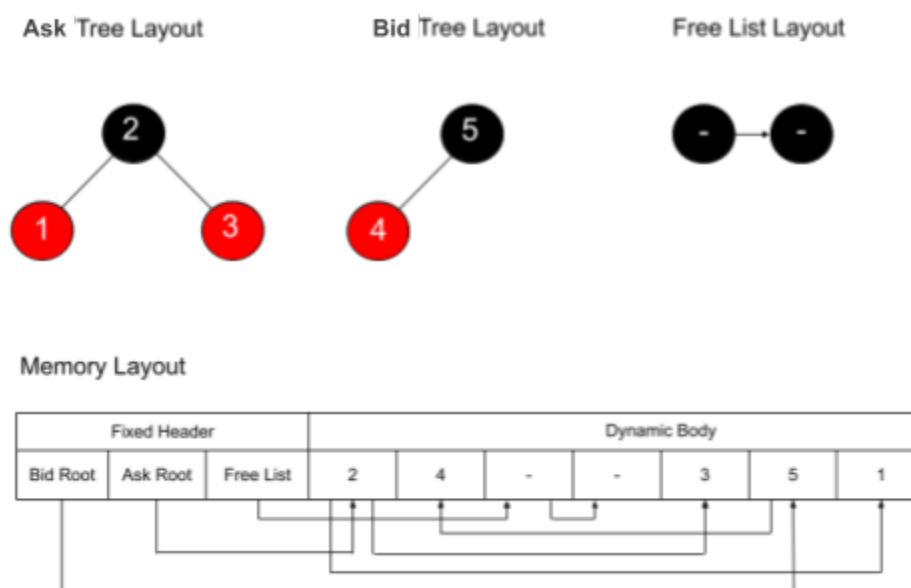 Ask Tree Layout
Bid Tree Layout
Free List Layout
2
5
-
-
1
3
4
Memory Layout
Fixed Header
Dynamic Body
Bid Root
Ask Root
Free List
2
4
-
-
3
5
1